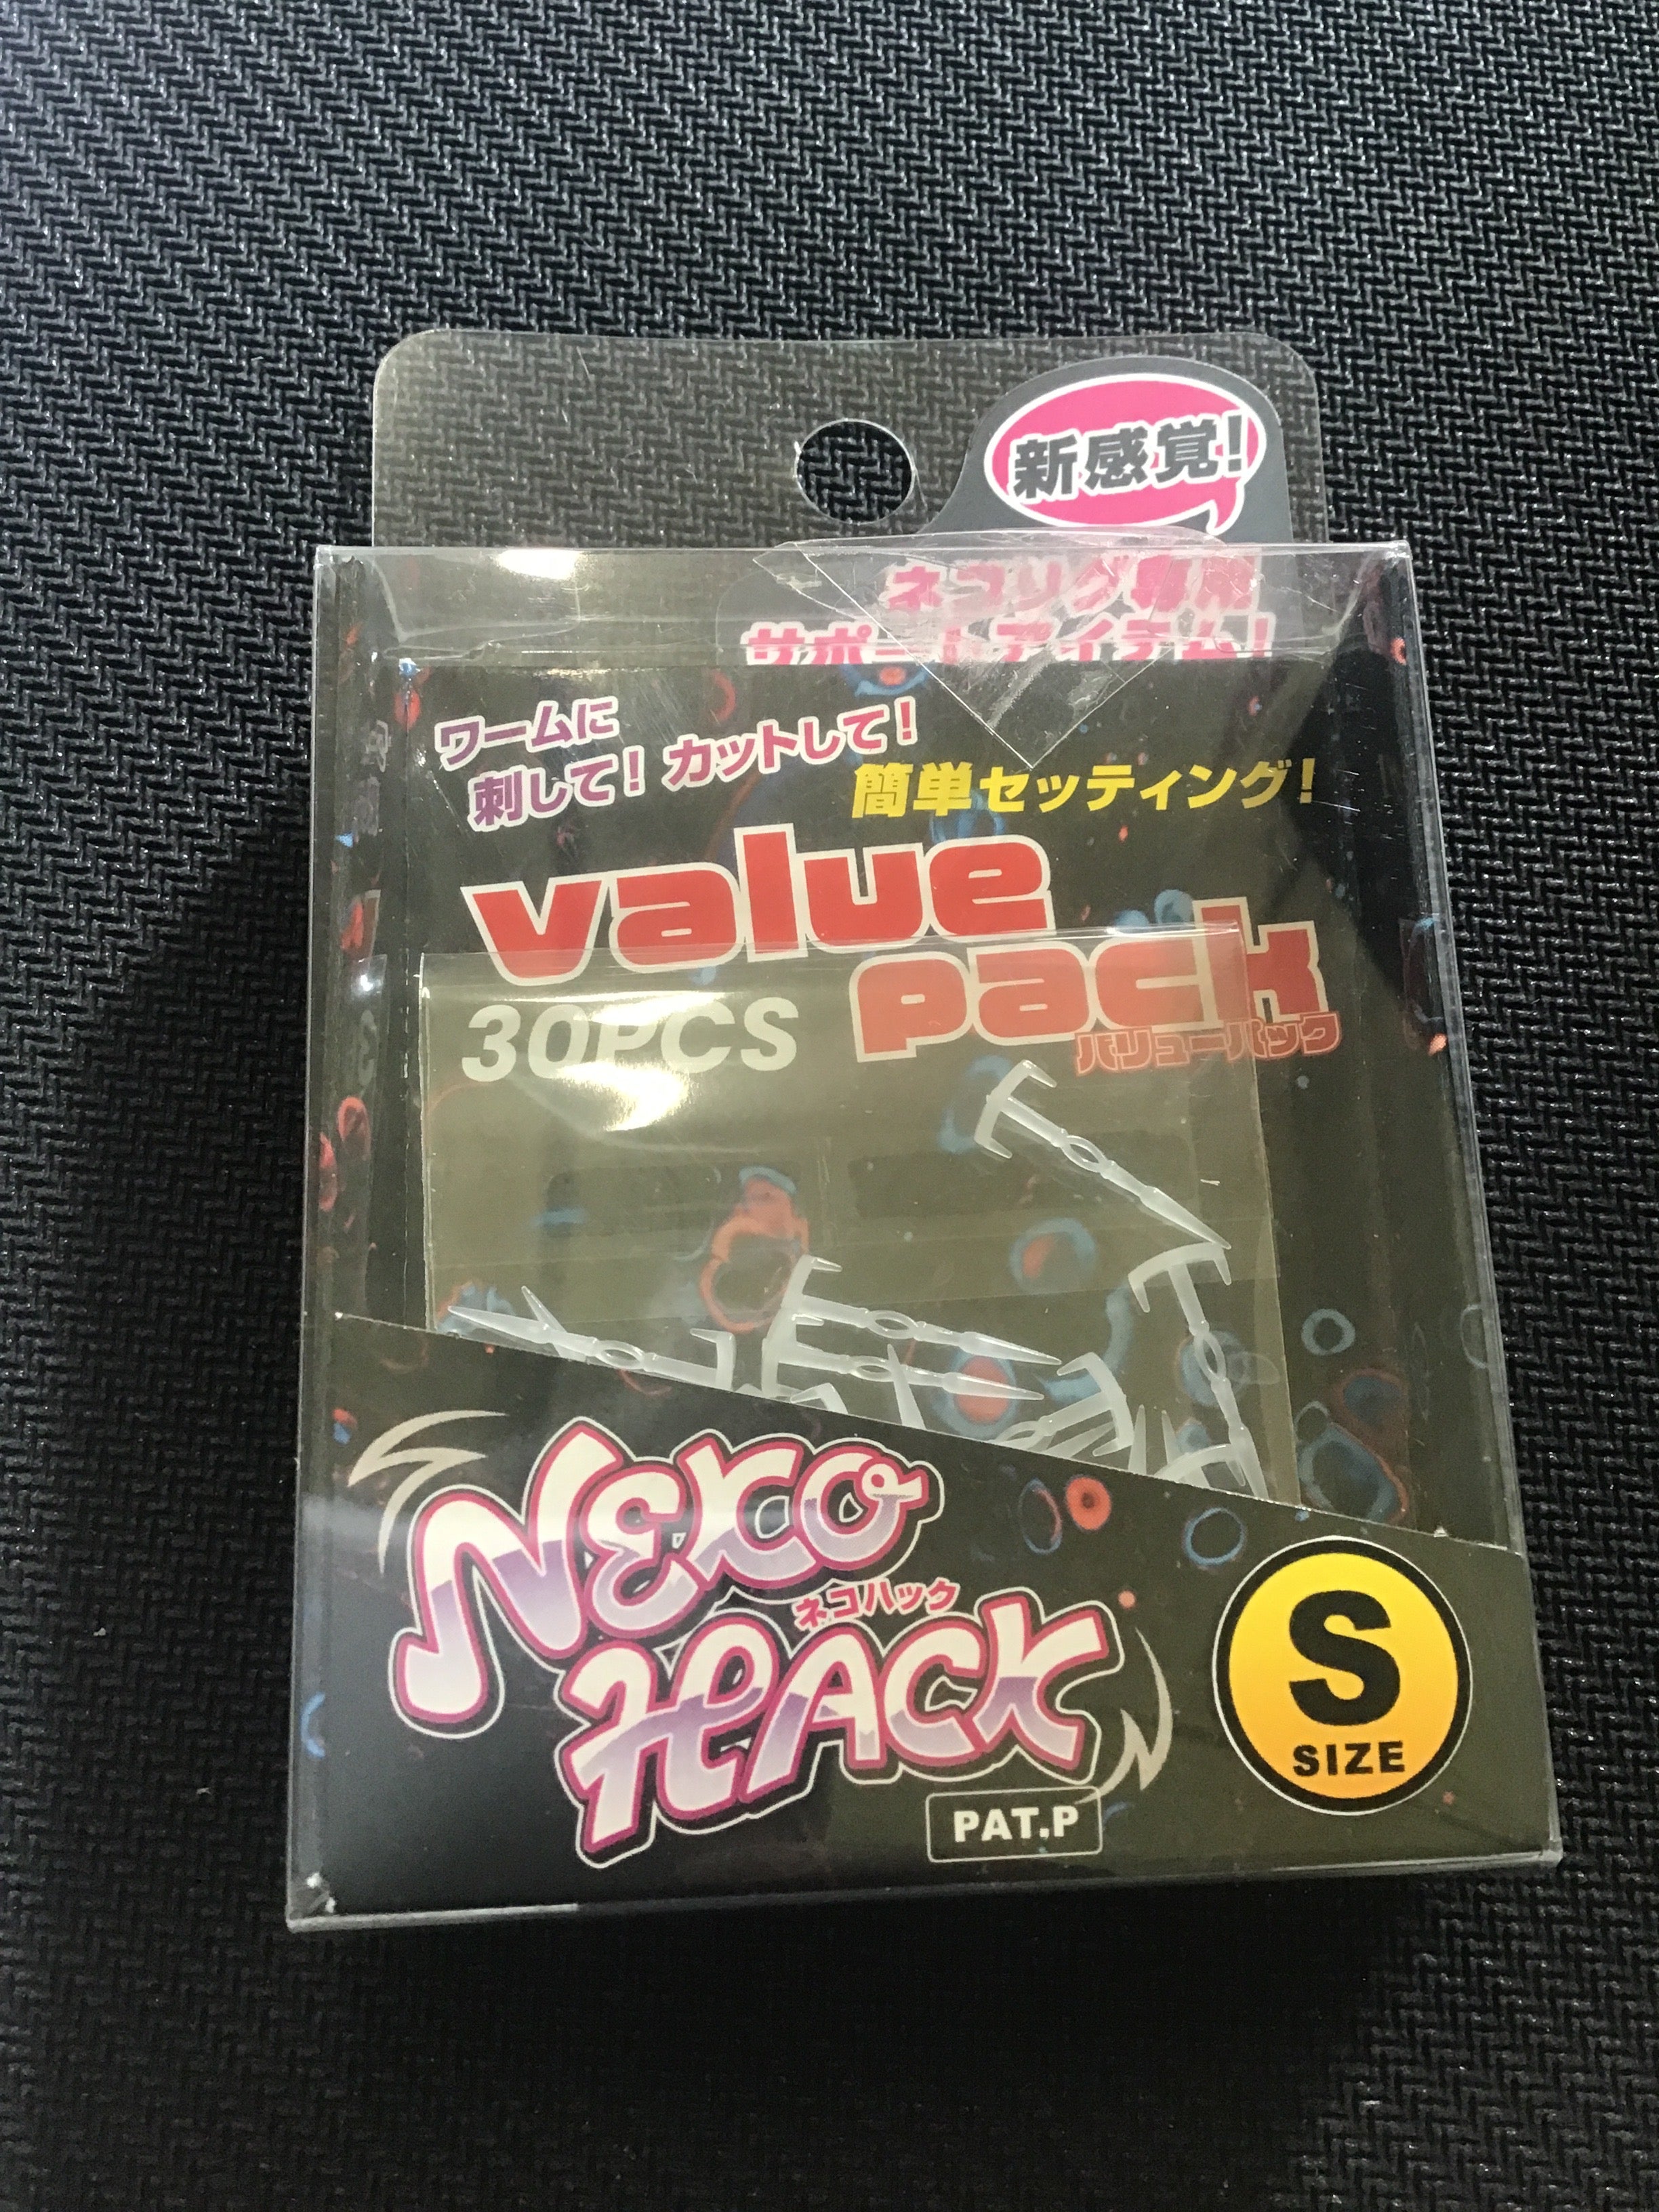 新感覚!
ネコリグ専用
サポートアイテム!
ワームに
刺して! カットして!
簡単セッティング!
value
pack
30PCS
バリューパック
NEKO
ネコハック
HACK
PAT.P
S
SIZE